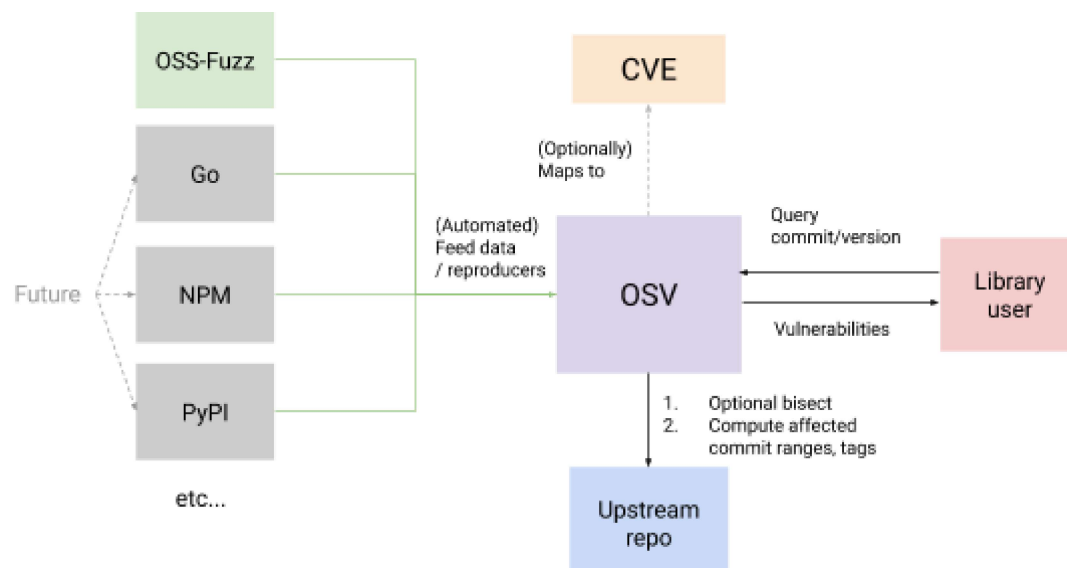 OSS-Fuzz
Go
NPM
PyPI
etc...
Future
(Automated)
Feed data
/ reproducers
CVE
(Optionally)
Maps to
OSV
Query
commit/version
Vulnerabilities
Library
user
1. Optional bisect
2. Compute affected
commit ranges, tags
Upstream
repo